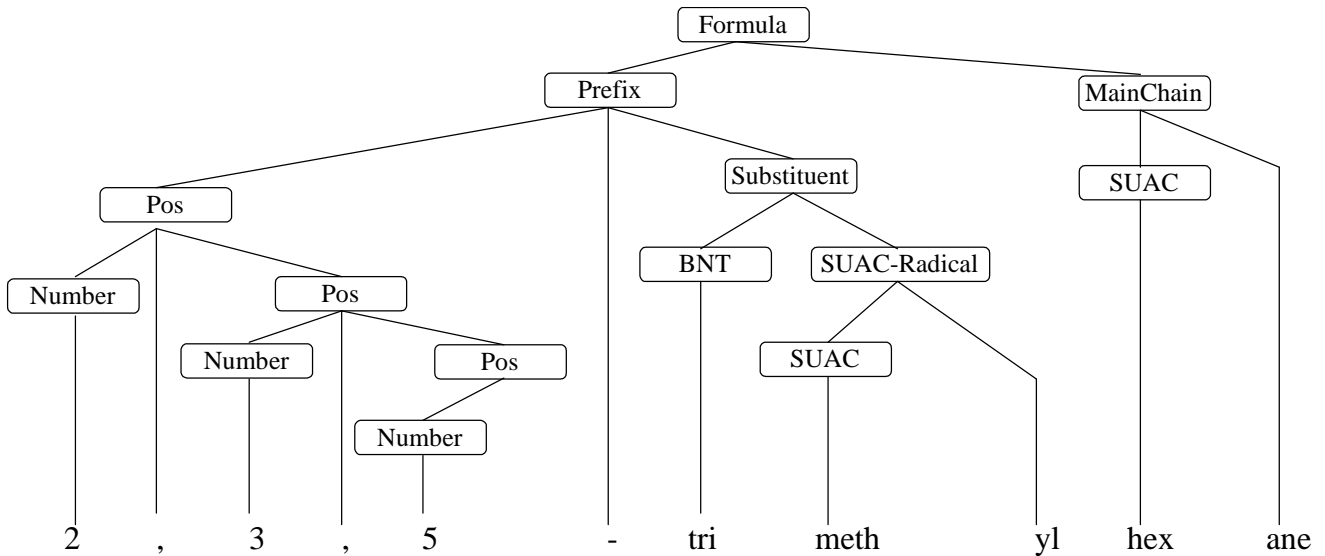 Formula
Prefix
MainChain
Substituent
SUAC
Pos
BNT
SUAC-Radical
Number
Pos
Number
Pos
SUAC
Number
2 , 3 , 5 - tri meth yl hex ane